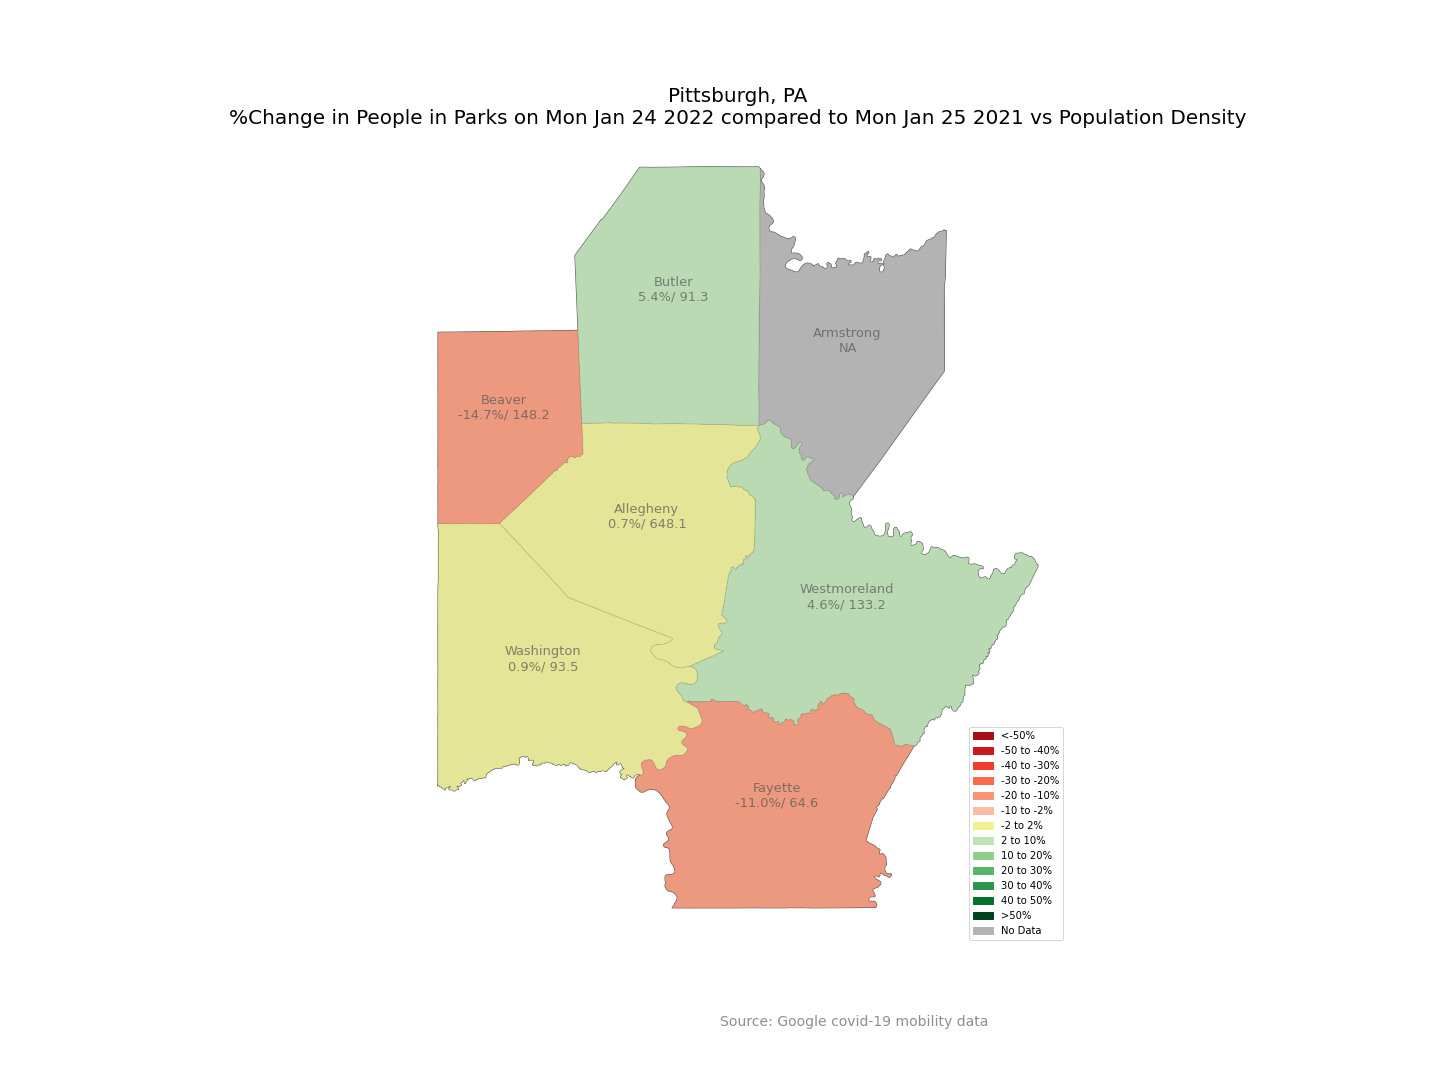 Pittsburgh, PA
%Change in People in Parks on Mon Jan 24 2022 compared to Mon Jan 25 2021 vs Population Density
Butler
5.4%/ 91.3
Armstrong
NA
Beaver
-14.7%/ 148.2
Allegheny
0.7%/ 648.1
Westmoreland
4.6%/ 133.2
Washington
0.9%/ 93.5
Fayette
-11.0%/ 64.6
<-50%
-50 to -40%
-40 to -30%
-30 to -20%
-20 to -10%
-10 to -2%
-2 to 2%
2 to 10%
10 to 20%
20 to 30%
30 to 40%
40 to 50%
>50%
No Data
Source: Google covid-19 mobility data